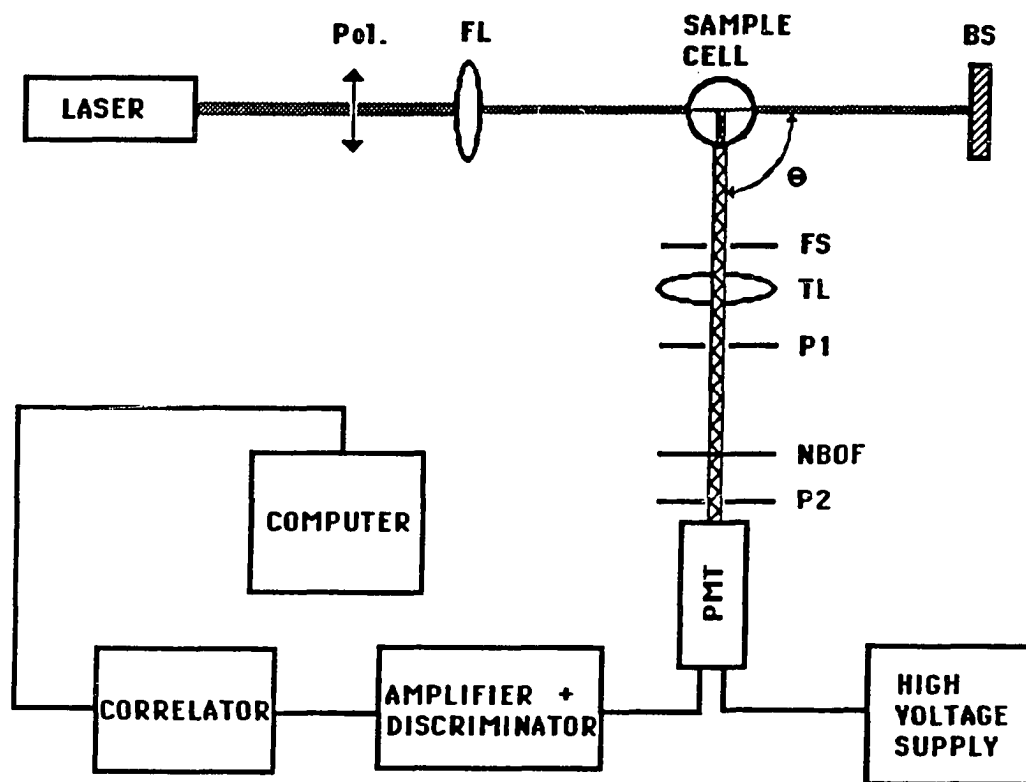 Pol.
FL
SAMPLE
CELL
BS
LASER
Θ
FS
TL
P1
NBOF
P2
COMPUTER
PMT
CORRELATOR
AMPLIFIER +
DISCRIMINATOR
HIGH
VOLTAGE
SUPPLY